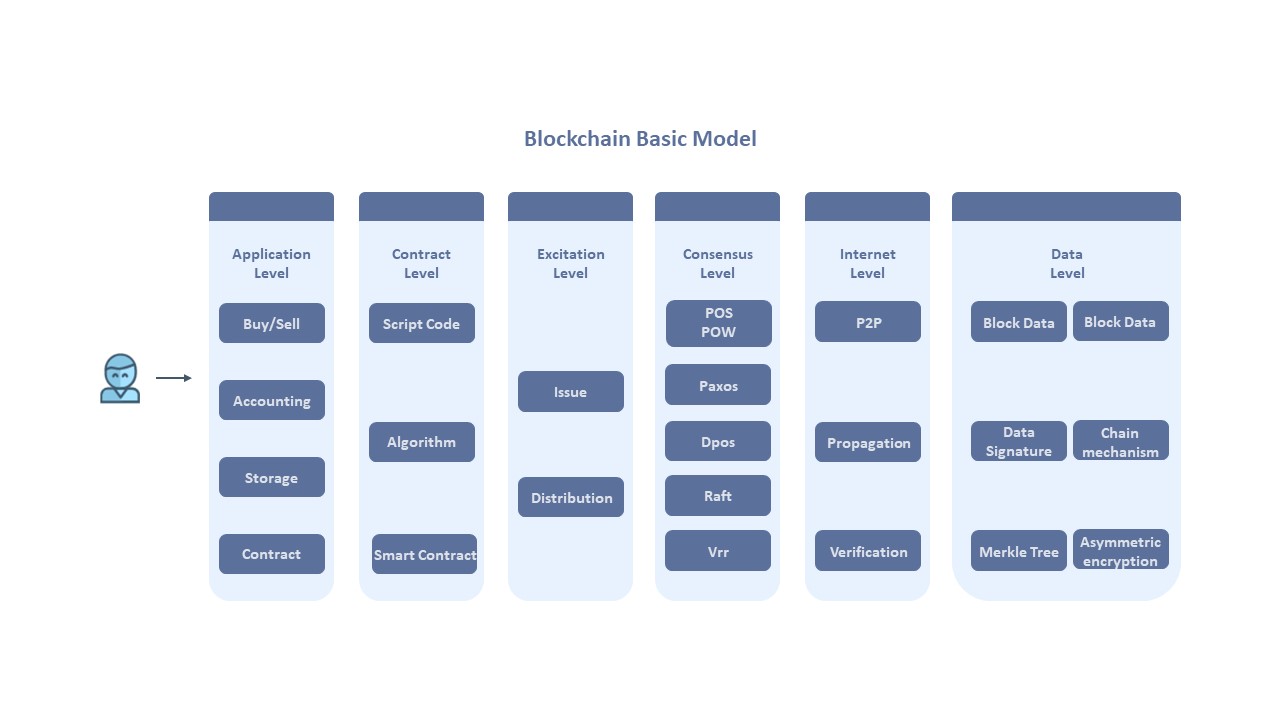 Blockchain Basic Model
Application
Level
Buy/Sell
Accounting
Storage
Contract
Contract
Level
Script Code
Algorithm
Smart Contract
Excitation
Level
Issue
Distribution
Consensus
Level
POS
POW
Paxos
Dpos
Raft
Vrr
Internet
Level
P2P
Propagation
Verification
Data
Level
Block Data
Block Data
Data
Signature
Chain
mechanism
Merkle Tree
Asymmetric
encryption